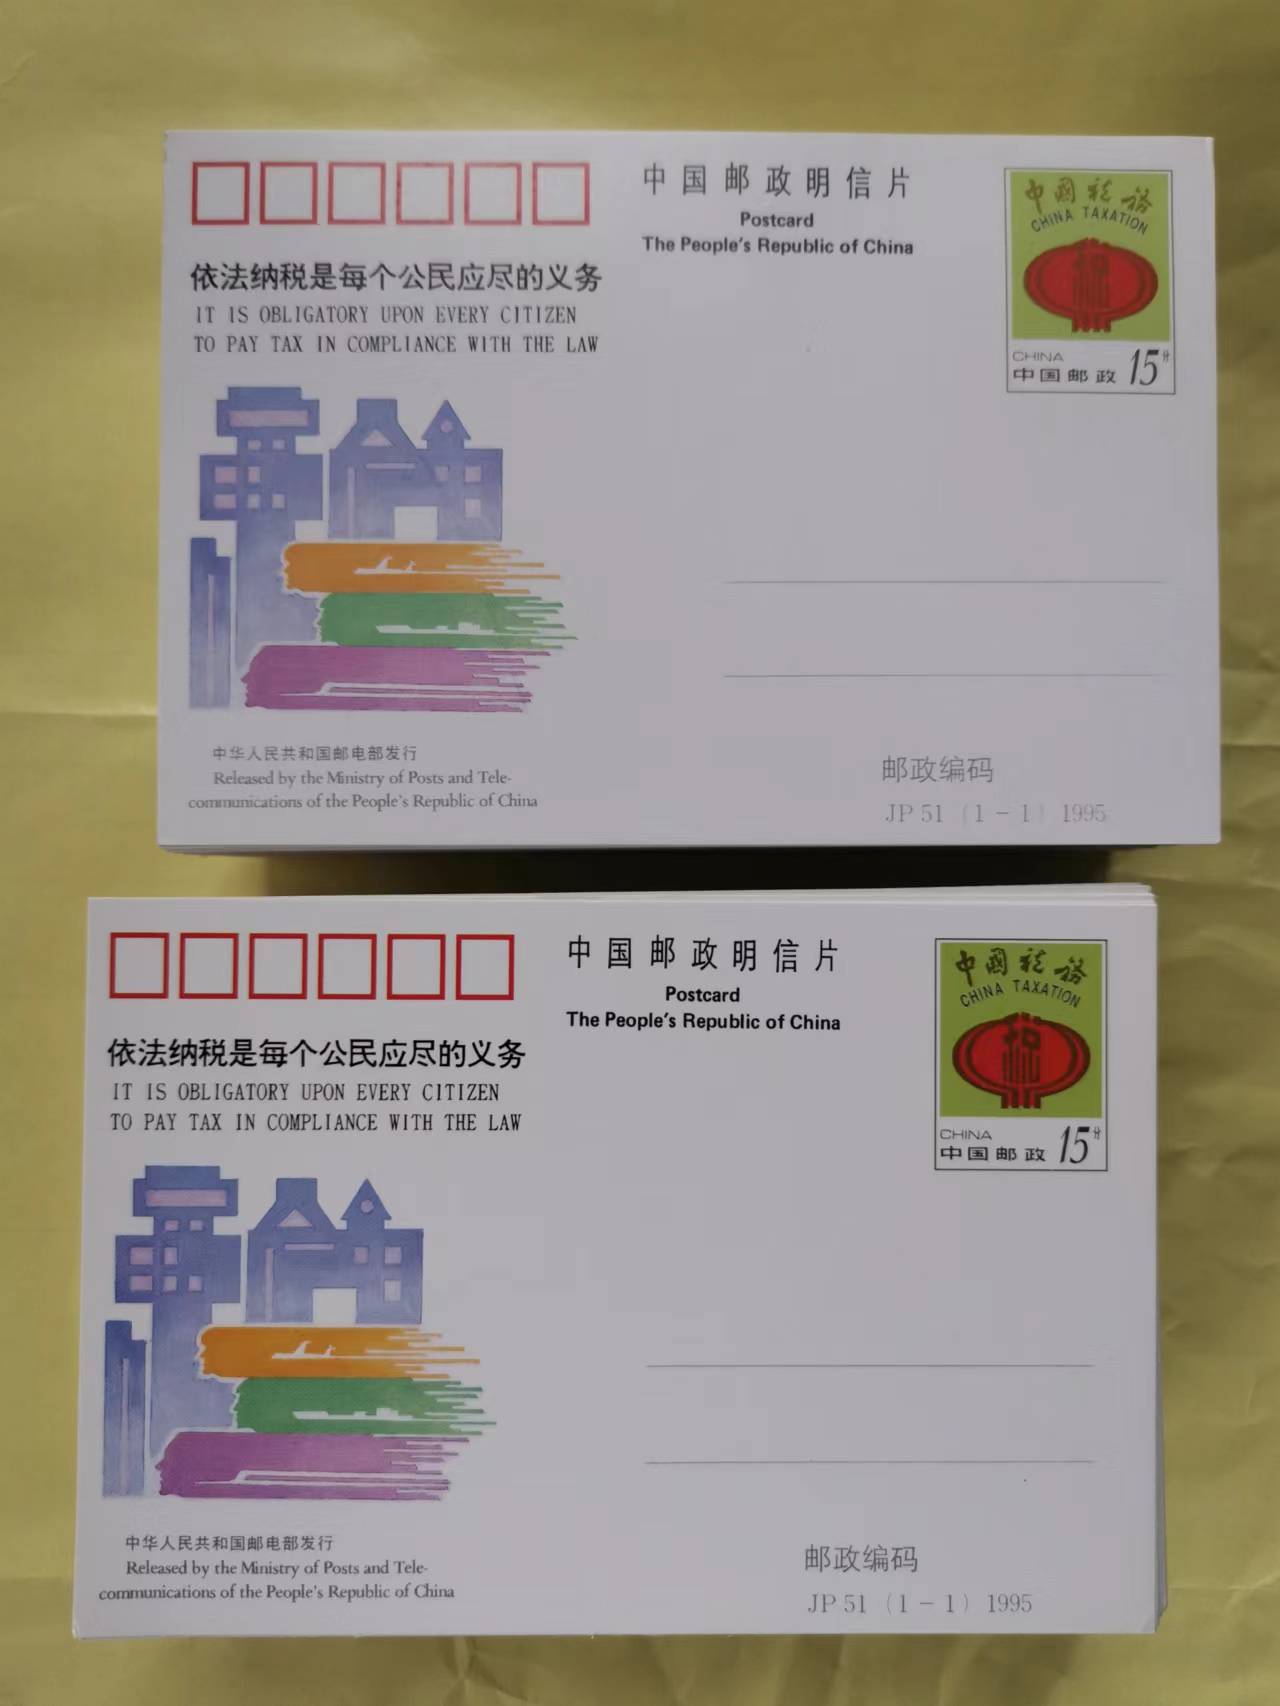 中国邮政明信片
Postcard
The People's Republic of China
中国税务
CHINA TAXATION
CHINA
中国邮政 15分
依法纳税是每个公民应尽的义务
IT IS OBLIGATORY UPON EVERY CITIZEN
TO PAY TAX IN COMPLIANCE WITH THE LAW
中华人民共和国邮电部发行
Released by the Ministry of Posts and Tele-
communications of the People's Republic of China
邮政编码
JP 51 (1-1) 1995
中国邮政明信片
Postcard
The People's Republic of China
中国税务
CHINA TAXATION
CHINA
中国邮政 15分
依法纳税是每个公民应尽的义务
IT IS OBLIGATORY UPON EVERY CITIZEN
TO PAY TAX IN COMPLIANCE WITH THE LAW
中华人民共和国邮电部发行
Released by the Ministry of Posts and Tele-
communications of the People's Republic of China
邮政编码
JP 51 (1-1) 1995